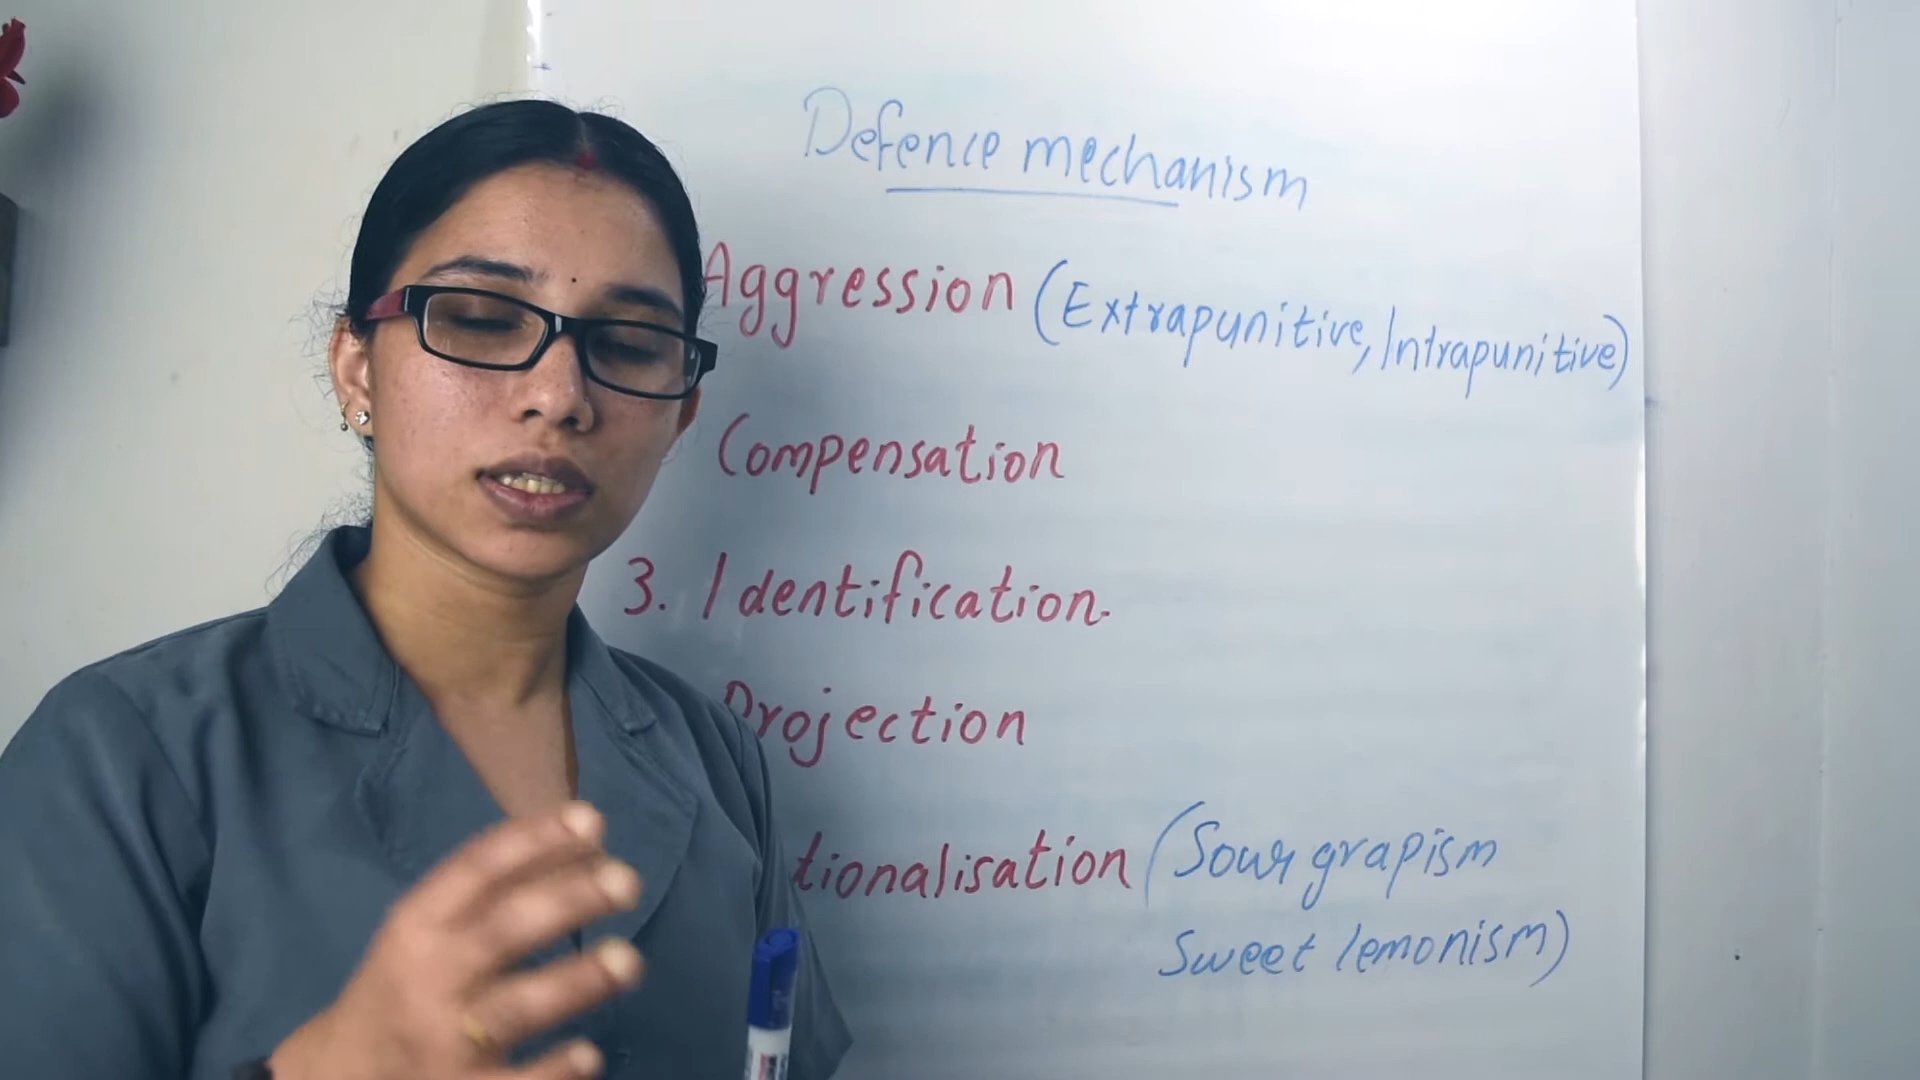 Defence mechanism
Aggression (Extrapunitive, Intrapunitive)
Compensation
3. Identification.
Projection
tionalisation (Sour grapism
Sweet lemonism)